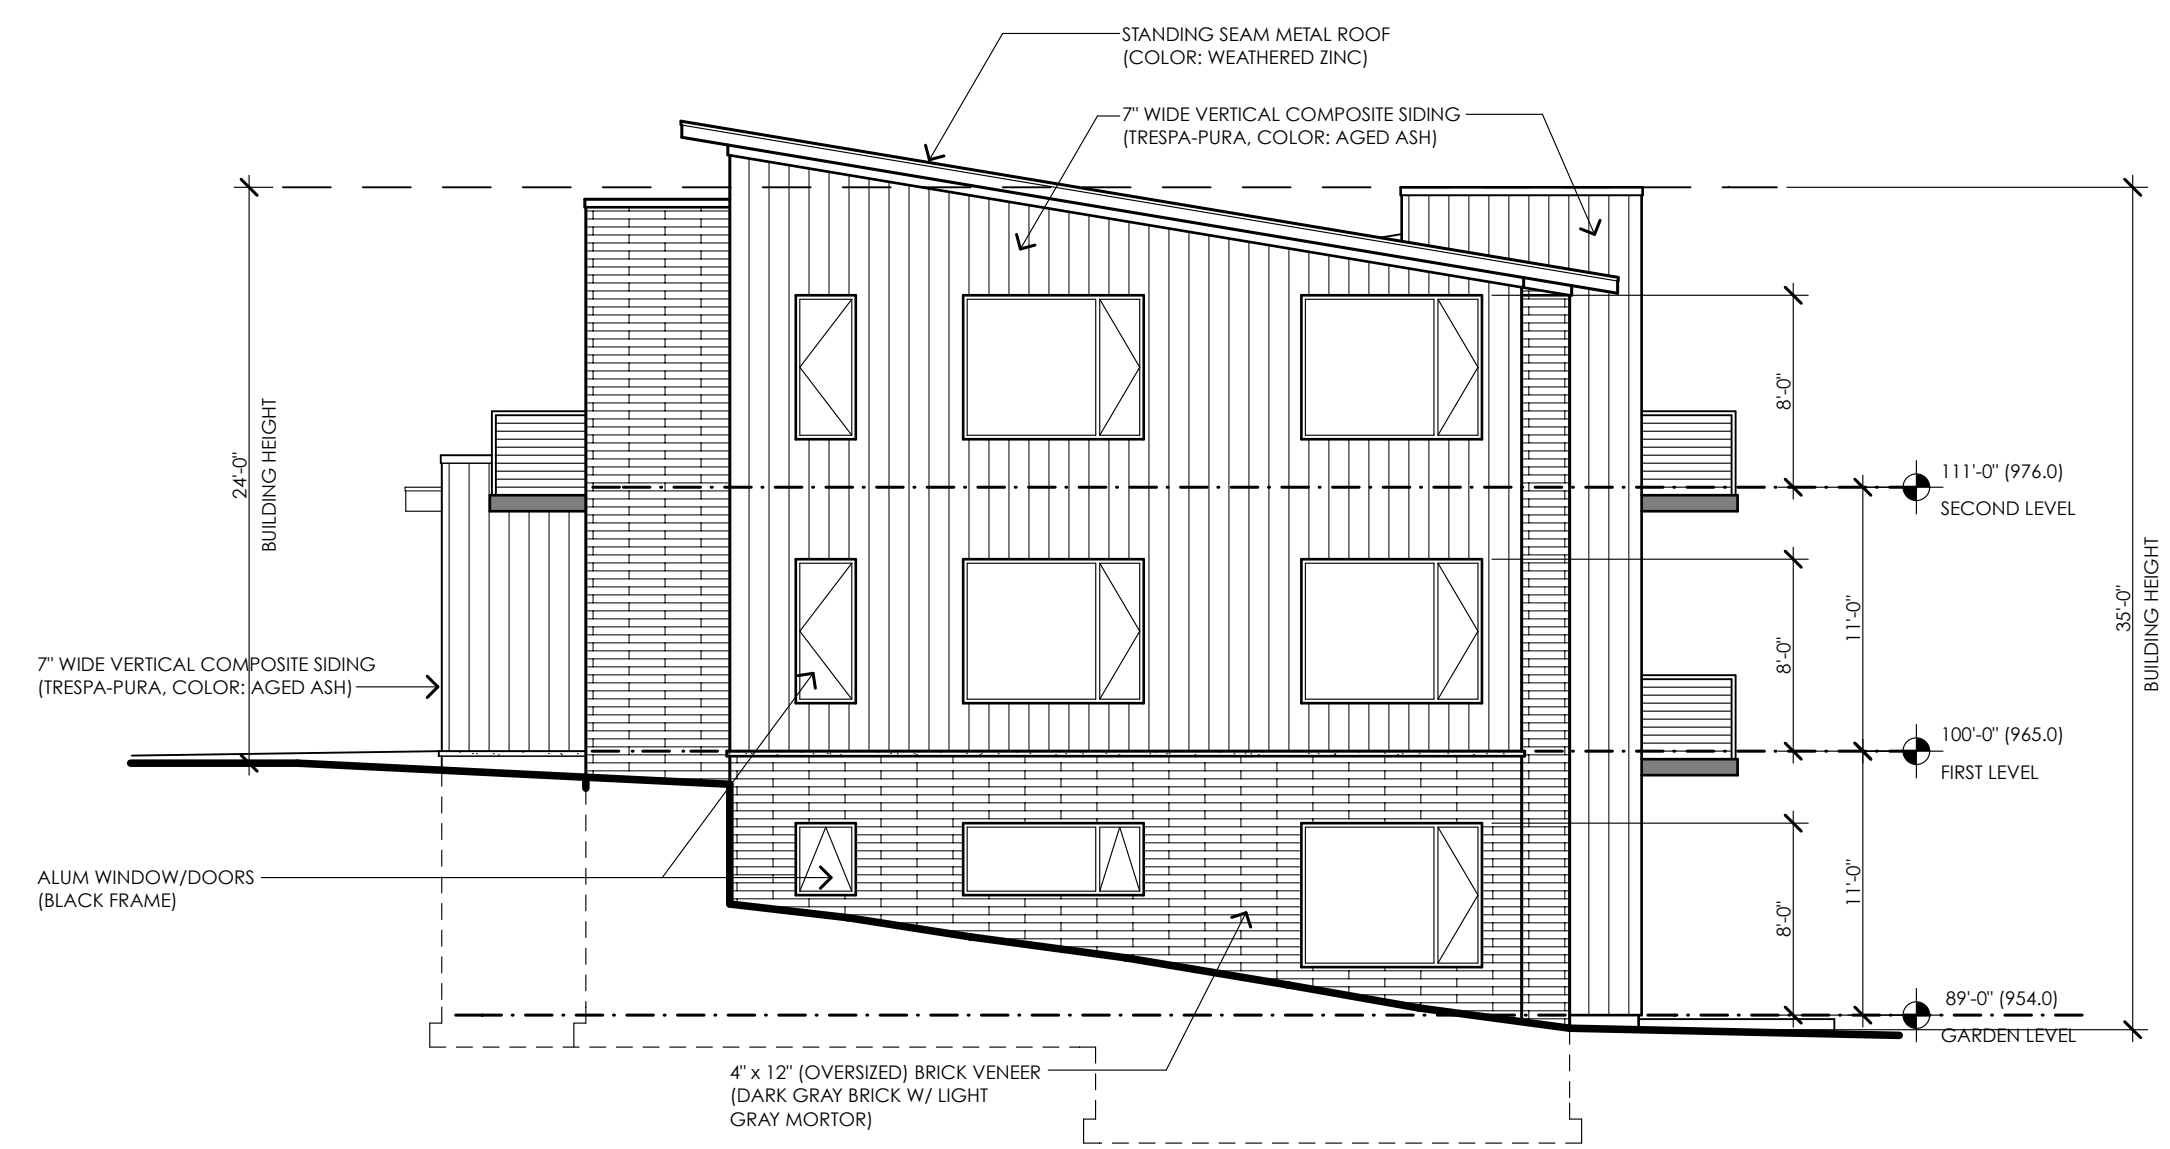 STANDING SEAM METAL ROOF
(COLOR: WEATHERED ZINC)
7" WIDE VERTICAL COMPOSITE SIDING
(TRESPA-PURA, COLOR: AGED ASH)
24'-0"
BUILDING HEIGHT
8'-0"
111'-0" (976.0)
SECOND LEVEL
35'-0"
BUILDING HEIGHT
11'-0"
8'-0"
7" WIDE VERTICAL COMPOSITE SIDING
(TRESPA-PURA, COLOR: AGED ASH)
100'-0" (965.0)
FIRST LEVEL
ALUM WINDOW/DOORS
(BLACK FRAME)
11'-0"
8'-0"
89'-0" (954.0)
GARDEN LEVEL
4" x 12" (OVERSIZED) BRICK VENEER
(DARK GRAY BRICK W/ LIGHT
GRAY MORTOR)